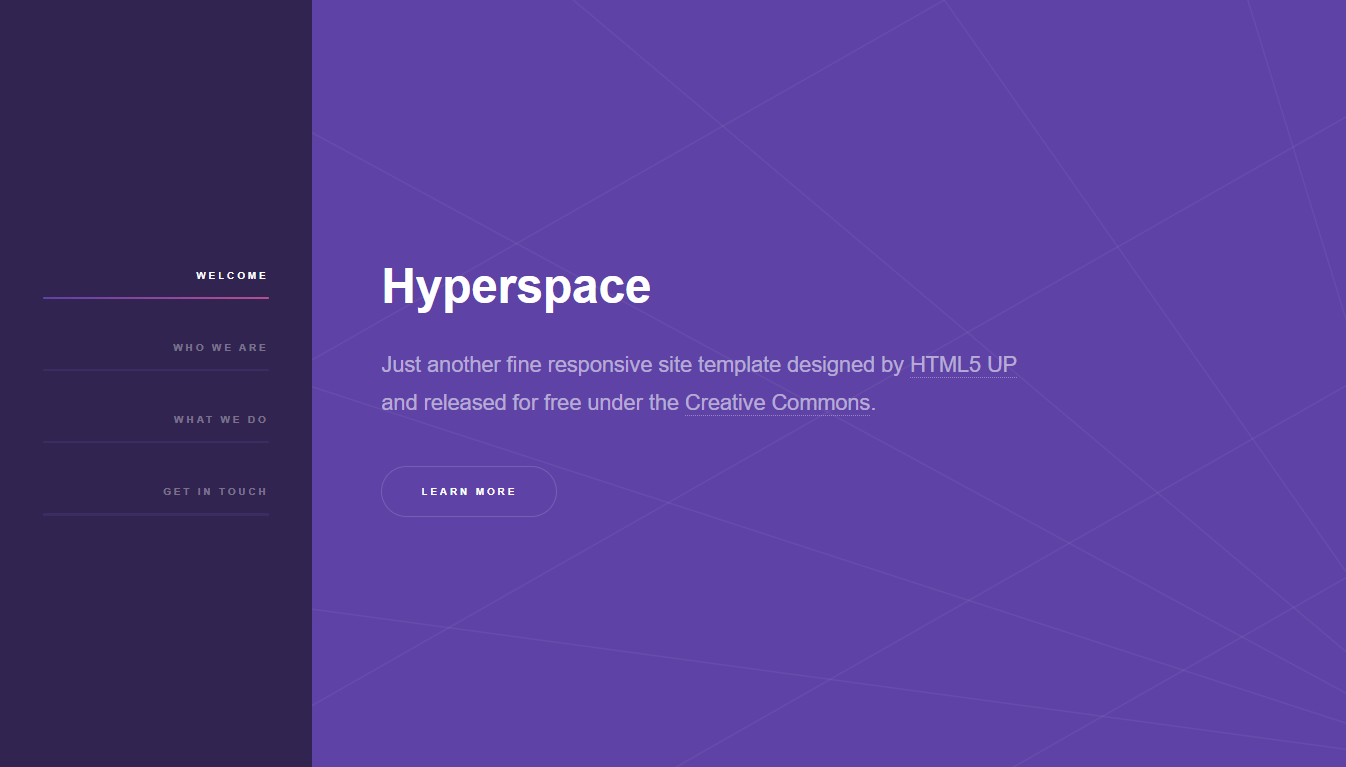 WELCOME
WHO WE ARE
WHAT WE DO
GET IN TOUCH
Hyperspace
Just another fine responsive site template designed by HTML5 UP
and released for free under the Creative Commons.
LEARN MORE